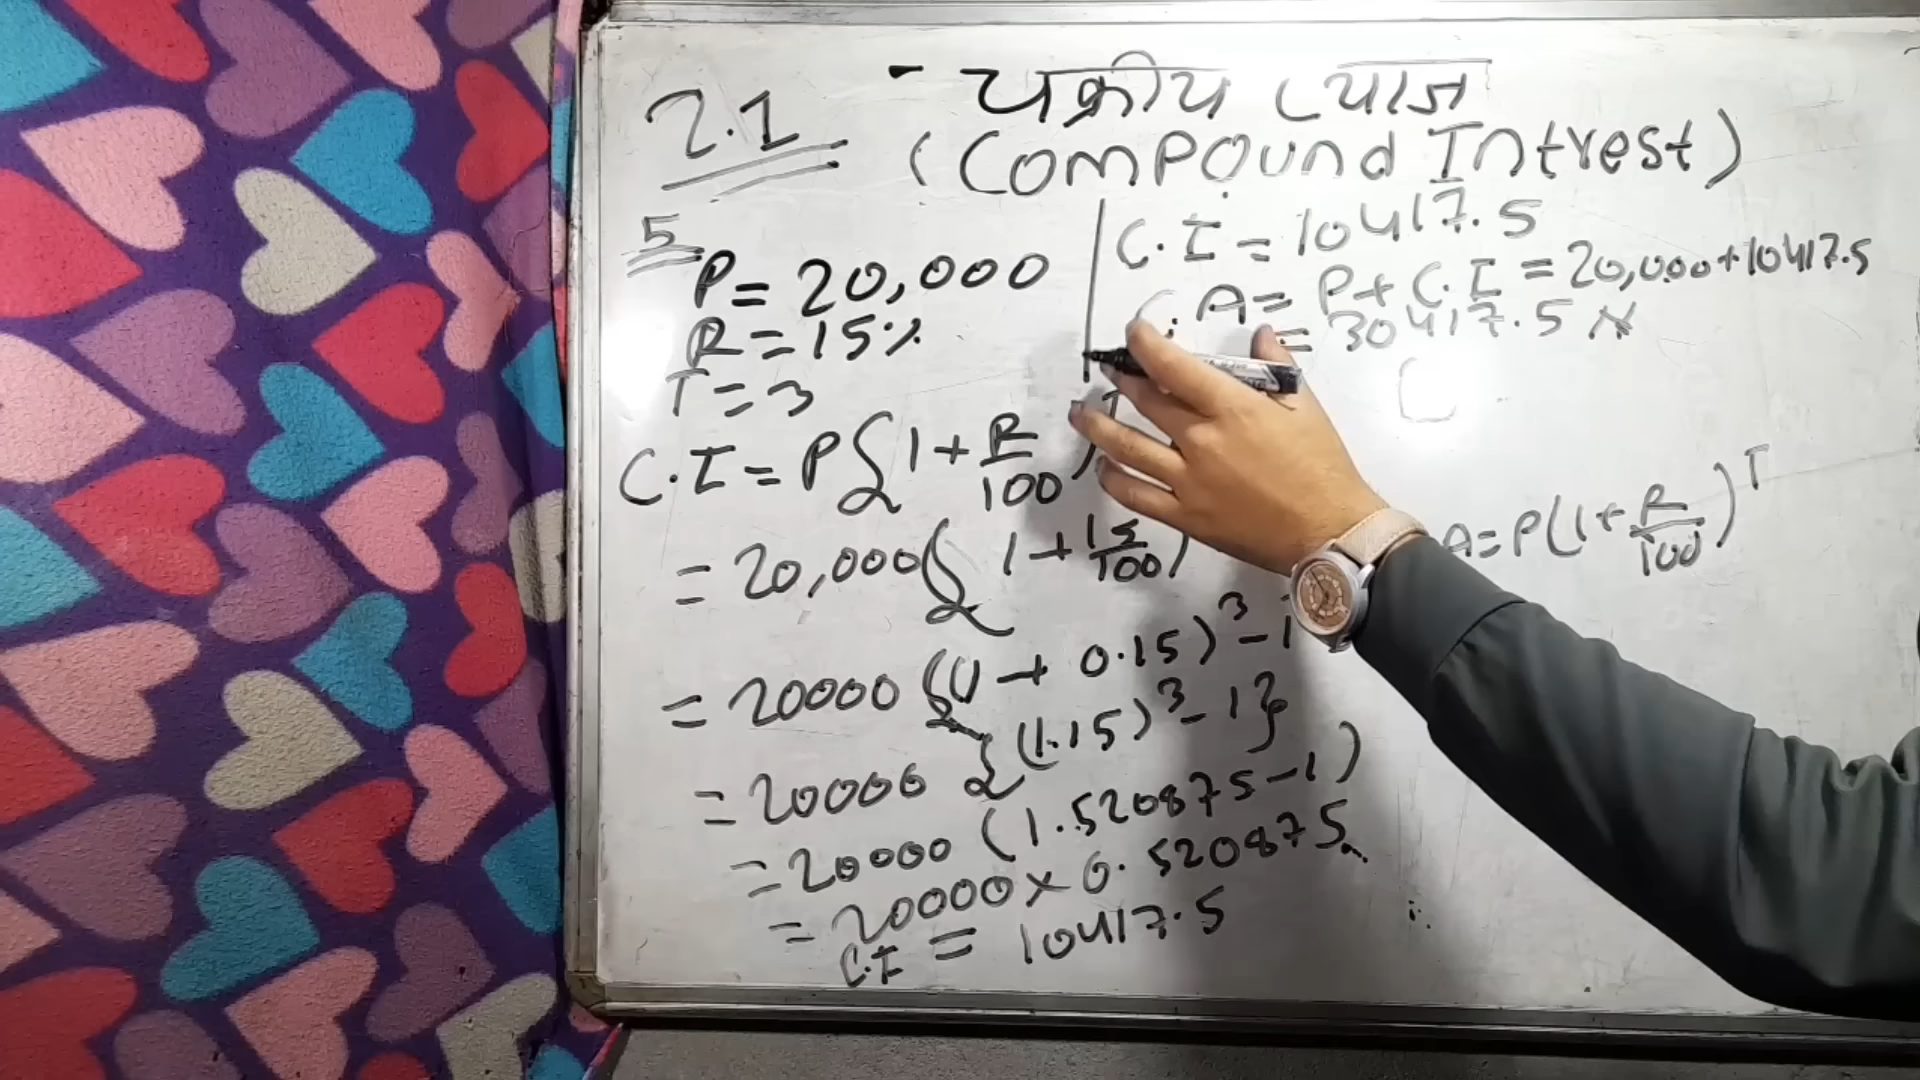 2.1
- चक्रीय ब्याज
(Compound Intrest)
5
P = 20,000
R = 15%
T = 3
C.I = P{1 + R/100)T
= 20,000{ 1 + 15/100)
= 20000 {(1 + 0.15)³ - 1
= 20000 {(1.15)³ - 1}
= 20000 (1.520875 - 1)
= 20000 × 0.520875
C.I = 10417.5
C.I = 10417.5
C.A = P + C.I = 20,000 + 10417.5
= 30417.5
A = P(1 + R/100)T